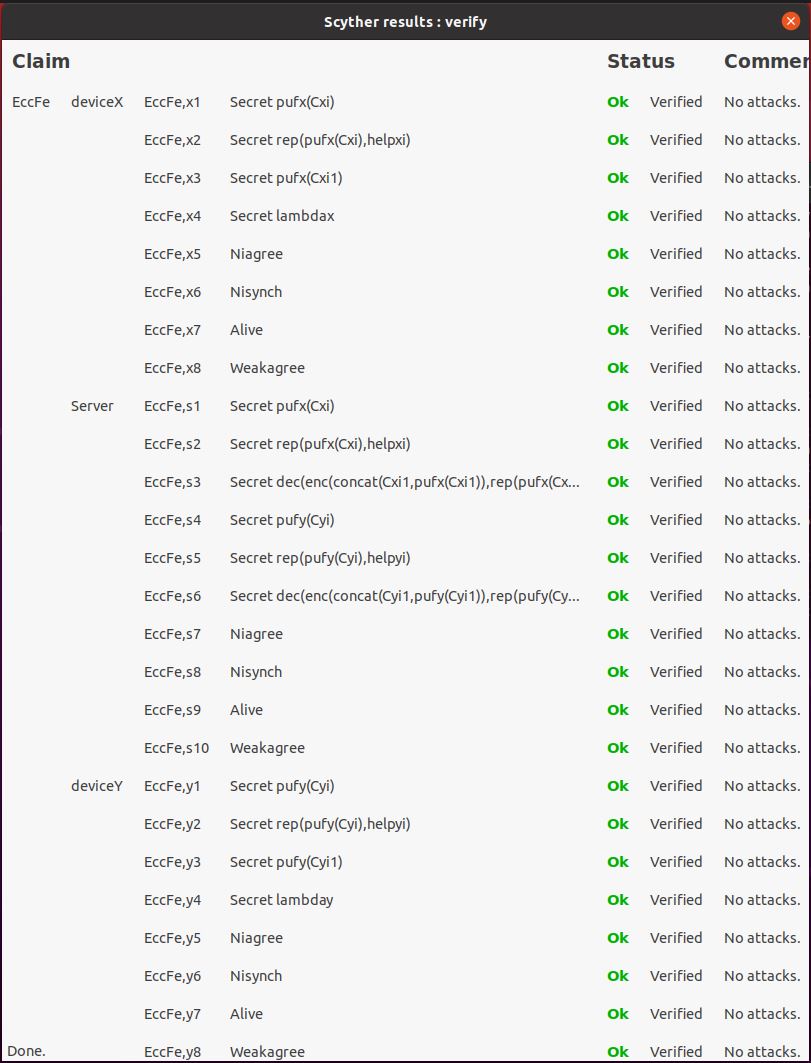 Scyther results : verify
Claim Status Commer
EccFe deviceX EccFe,x1 Secret pufx(Cxi) Ok Verified No attacks.
EccFe,x2 Secret rep(pufx(Cxi),helpxi) Ok Verified No attacks.
EccFe,x3 Secret pufx(Cxi1) Ok Verified No attacks.
EccFe,x4 Secret lambdax Ok Verified No attacks.
EccFe,x5 Niagree Ok Verified No attacks.
EccFe,x6 Nisynch Ok Verified No attacks.
EccFe,x7 Alive Ok Verified No attacks.
EccFe,x8 Weakagree Ok Verified No attacks.
Server EccFe,s1 Secret pufx(Cxi) Ok Verified No attacks.
EccFe,s2 Secret rep(pufx(Cxi),helpxi) Ok Verified No attacks.
EccFe,s3 Secret dec(enc(concat(Cxi1,pufx(Cxi1)),rep(pufx(Cx... Ok Verified No attacks.
EccFe,s4 Secret pufy(Cyi) Ok Verified No attacks.
EccFe,s5 Secret rep(pufy(Cyi),helpyi) Ok Verified No attacks.
EccFe,s6 Secret dec(enc(concat(Cyi1,pufy(Cyi1)),rep(pufy(Cy... Ok Verified No attacks.
EccFe,s7 Niagree Ok Verified No attacks.
EccFe,s8 Nisynch Ok Verified No attacks.
EccFe,s9 Alive Ok Verified No attacks.
EccFe,s10 Weakagree Ok Verified No attacks.
deviceY EccFe,y1 Secret pufy(Cyi) Ok Verified No attacks.
EccFe,y2 Secret rep(pufy(Cyi),helpyi) Ok Verified No attacks.
EccFe,y3 Secret pufy(Cyi1) Ok Verified No attacks.
EccFe,y4 Secret lambday Ok Verified No attacks.
EccFe,y5 Niagree Ok Verified No attacks.
EccFe,y6 Nisynch Ok Verified No attacks.
EccFe,y7 Alive Ok Verified No attacks.
Done. EccFe,y8 Weakagree Ok Verified No attacks.